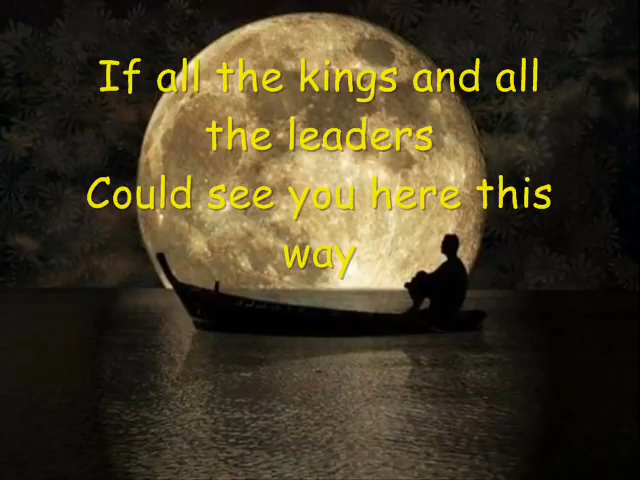 If all the kings and all
the leaders
Could see you here this
way